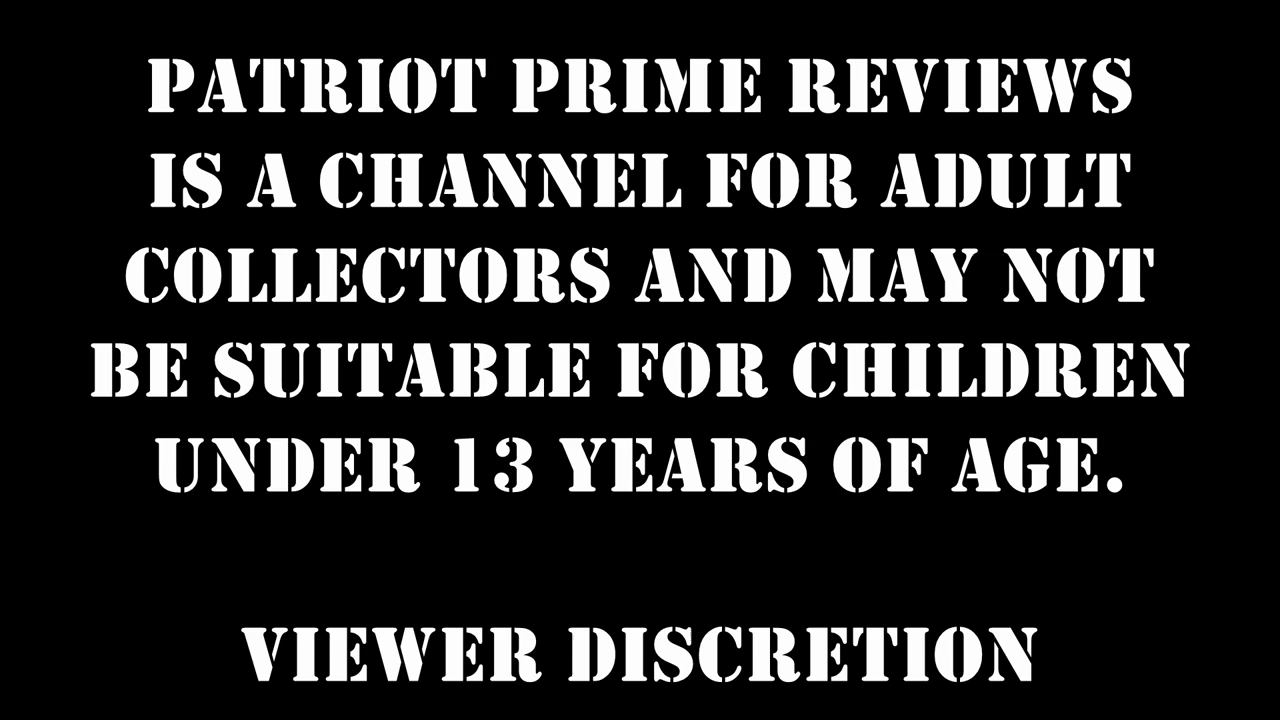 PATRIOT PRIME REVIEWS
IS A CHANNEL FOR ADULT
COLLECTORS AND MAY NOT
BE SUITABLE FOR CHILDREN
UNDER 13 YEARS OF AGE.
VIEWER DISCRETION